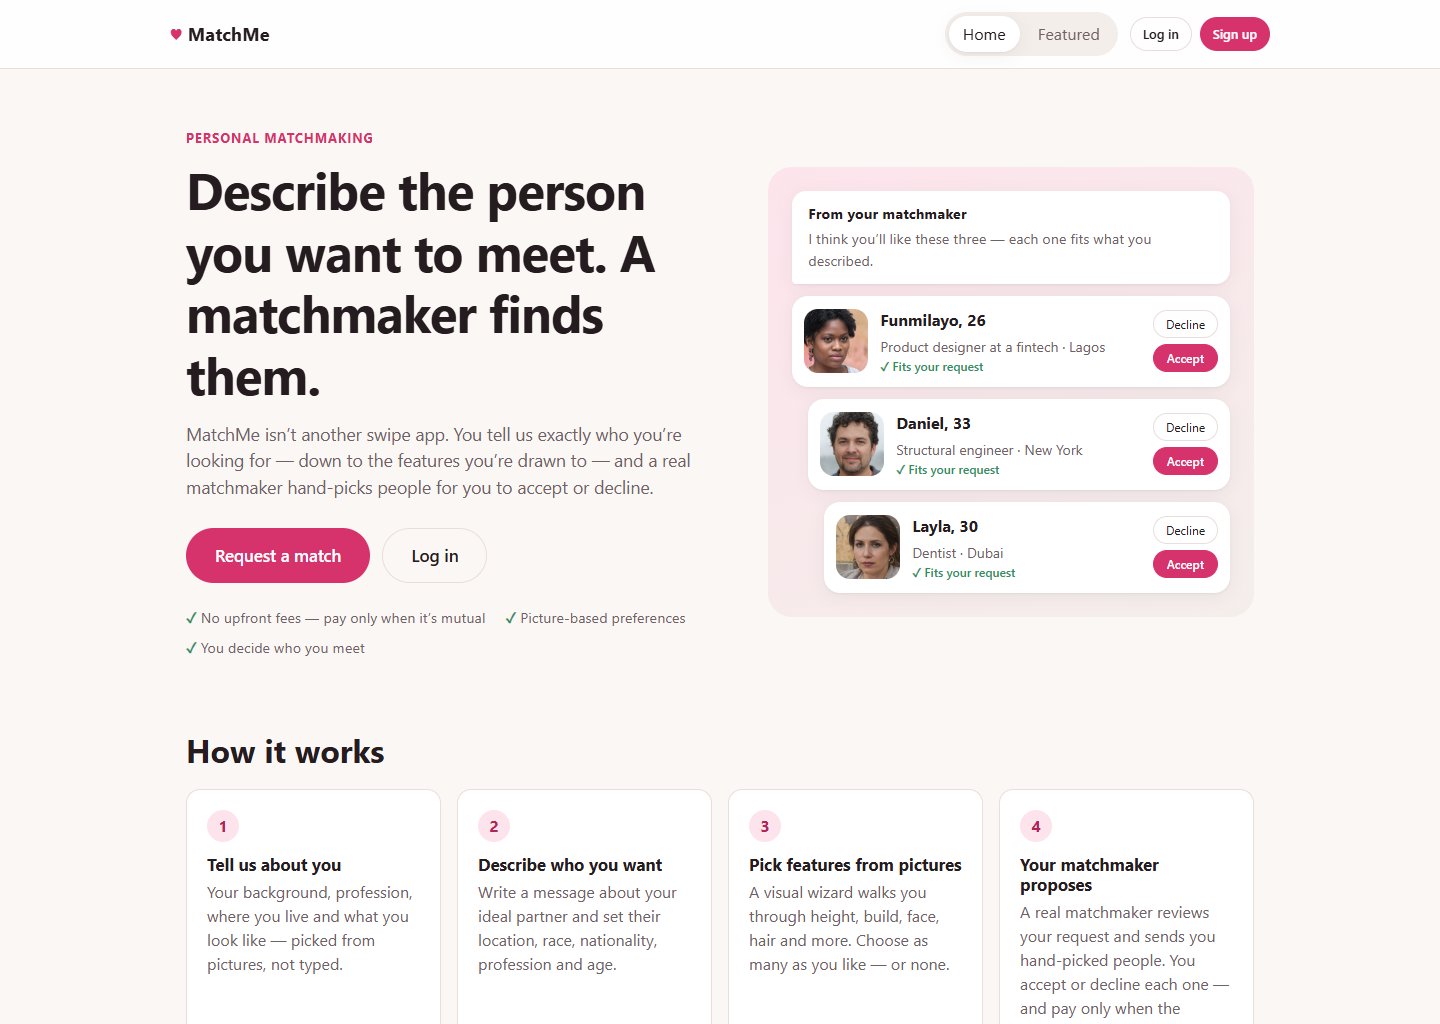 MatchMe
Home
Featured
Log in
Sign up
PERSONAL MATCHMAKING
Describe the person
you want to meet. A
matchmaker finds
them.
MatchMe isn’t another swipe app. You tell us exactly who you’re
looking for — down to the features you’re drawn to — and a real
matchmaker hand-picks people for you to accept or decline.
Request a match
Log in
✓ No upfront fees — pay only when it’s mutual
✓ Picture-based preferences
✓ You decide who you meet
From your matchmaker
I think you’ll like these three — each one fits what you
described.
Funmilayo, 26
Product designer at a fintech · Lagos
✓ Fits your request
Decline
Accept
Daniel, 33
Structural engineer · New York
✓ Fits your request
Decline
Accept
Layla, 30
Dentist · Dubai
✓ Fits your request
Decline
Accept
How it works
1
Tell us about you
Your background, profession,
where you live and what you
look like — picked from
pictures, not typed.
2
Describe who you want
Write a message about your
ideal partner and set their
location, race, nationality,
profession and age.
3
Pick features from pictures
A visual wizard walks you
through height, build, face,
hair and more. Choose as
many as you like — or none.
4
Your matchmaker
proposes
A real matchmaker reviews
your request and sends you
hand-picked people. You
accept or decline each one —
and pay only when the